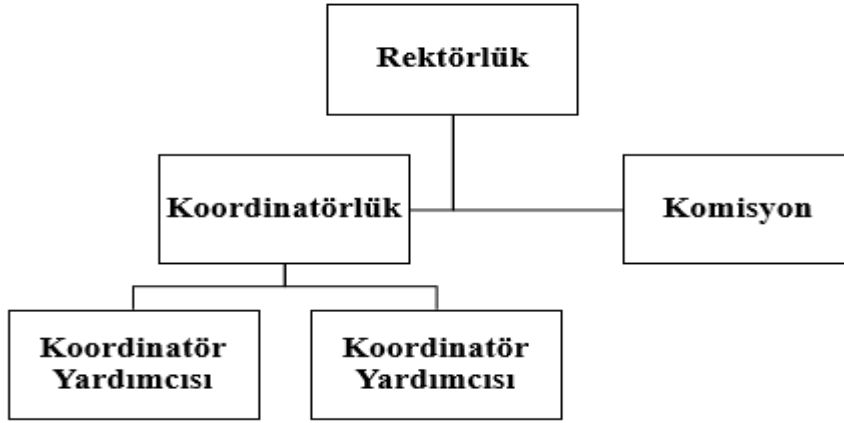 Rektörlük
Koordinatörlük
Komisyon
Koordinatör
Yardımcısı
Koordinatör
Yardımcısı